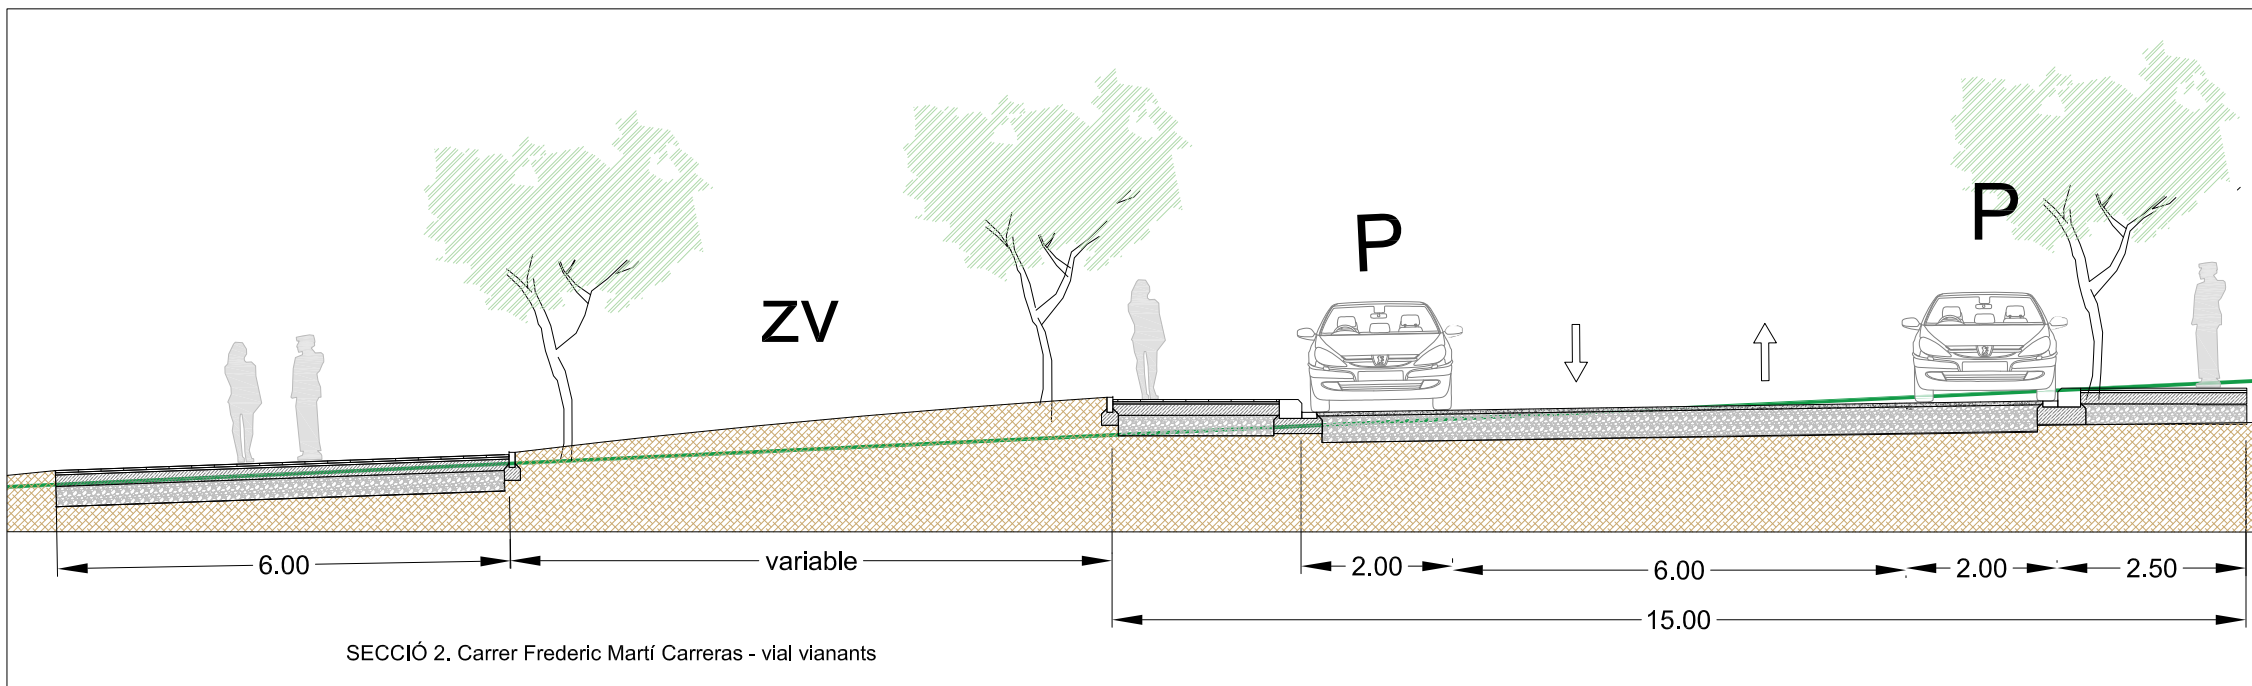 P
P
ZV
6.00
variable
2.00
6.00
2.00
2.50
15.00
SECCIÓ 2. Carrer Frederic Martí Carreras - vial vianants